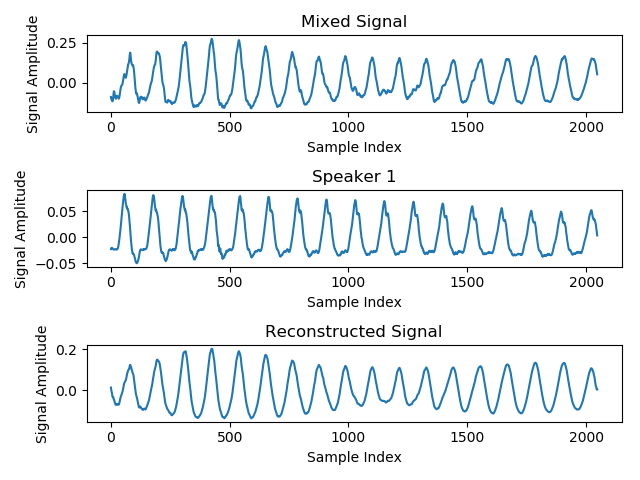 Mixed Signal
Signal Amplitude
0.25
0.00
0 500 1000 1500 2000
Sample Index
Speaker 1
Signal Amplitude
0.05
0.00
−0.05
0 500 1000 1500 2000
Sample Index
Reconstructed Signal
Signal Amplitude
0.2
0.0
0 500 1000 1500 2000
Sample Index